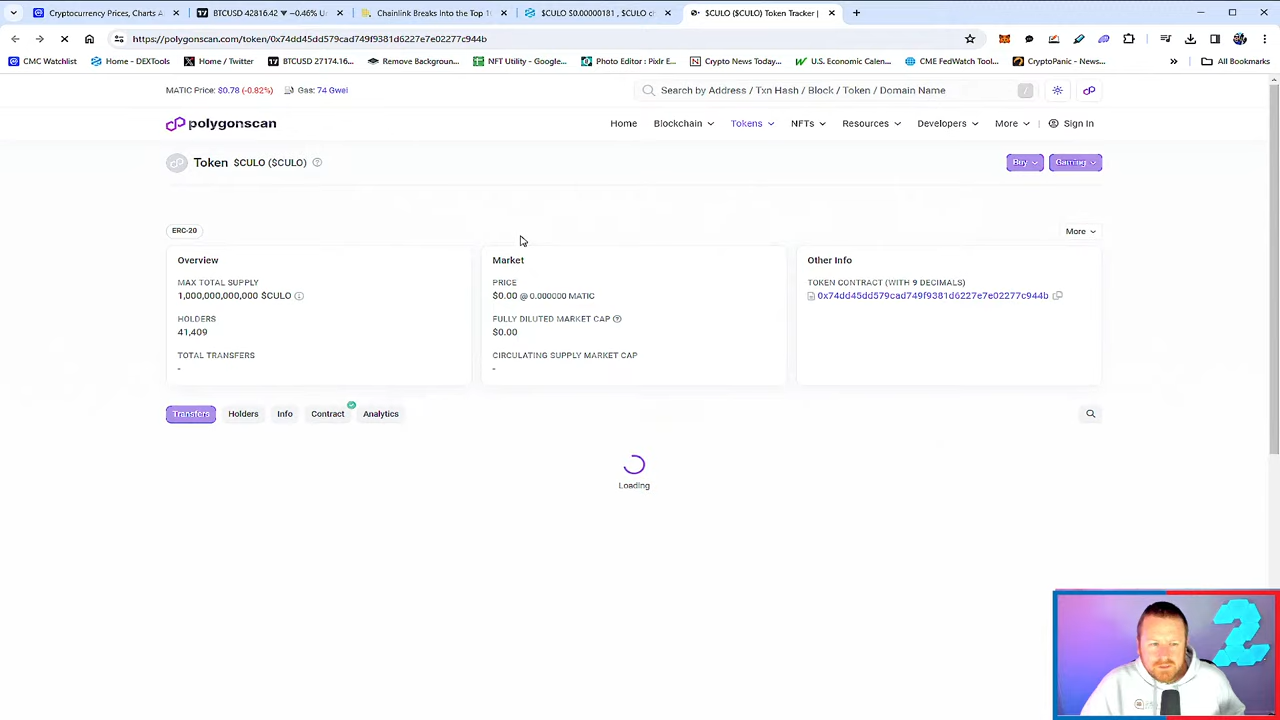 Cryptocurrency Prices, Charts A
BTCUSD 42816.42 ▼ −0.46% U
Chainlink Breaks Into the Top 1
$CULO $0.00000181 , $CULO c
$CULO ($CULO) Token Tracker |
https://polygonscan.com/token/0x74dd45dd579cad749f9381d6227e7e02277c944b
CMC Watchlist
Home - DEXTools
Home / Twitter
BTCUSD 27174.16...
Remove Backgroun...
NFT Utility - Google...
Photo Editor : Pixlr E...
Crypto News Today...
U.S. Economic Calen...
CME FedWatch Tool...
CryptoPanic - News...
»
All Bookmarks
MATIC Price: $0.78 (-0.82%)
Gas: 74 Gwei
Search by Address / Txn Hash / Block / Token / Domain Name
/
polygonscan
Home
Blockchain
Tokens
NFTs
Resources
Developers
More
Sign In
Token $CULO ($CULO)
Buy
Gaming
ERC-20
More
Overview
MAX TOTAL SUPPLY
1,000,000,000,000 $CULO
HOLDERS
41,409
TOTAL TRANSFERS
-
Market
PRICE
$0.00 @ 0.000000 MATIC
FULLY DILUTED MARKET CAP
$0.00
CIRCULATING SUPPLY MARKET CAP
-
Other Info
TOKEN CONTRACT (WITH 9 DECIMALS)
0x74dd45dd579cad749f9381d6227e7e02277c944b
Transfers
Holders
Info
Contract
Analytics
Loading
2